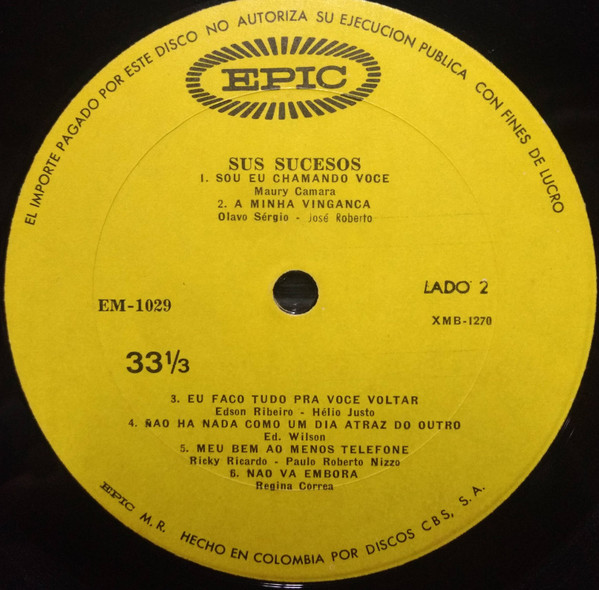 EL IMPORTE PAGADO POR ESTE DISCO NO AUTORIZA SU EJECUCION PUBLICA CON FINES DE LUCRO
EPIC
SUS SUCESOS
1. SOU EU CHAMANDO VOCE
Maury Camara
2. A MINHA VINGANCA
Olavo Sérgio - José Roberto
EM-1029
LADO 2
XMB-1270
33 1/3
3. EU FACO TUDO PRA VOCE VOLTAR
Edson Ribeiro - Hélio Justo
4. ÑAO HA NADA COMO UM DIA ATRAZ DO OUTRO
Ed. Wilson
5. MEU BEM AO MENOS TELEFONE
Ricky Ricardo - Paulo Roberto Nizzo
6. NAO VA EMBORA
Regina Correa
EPIC M. R. HECHO EN COLOMBIA POR DISCOS CBS, S. A.